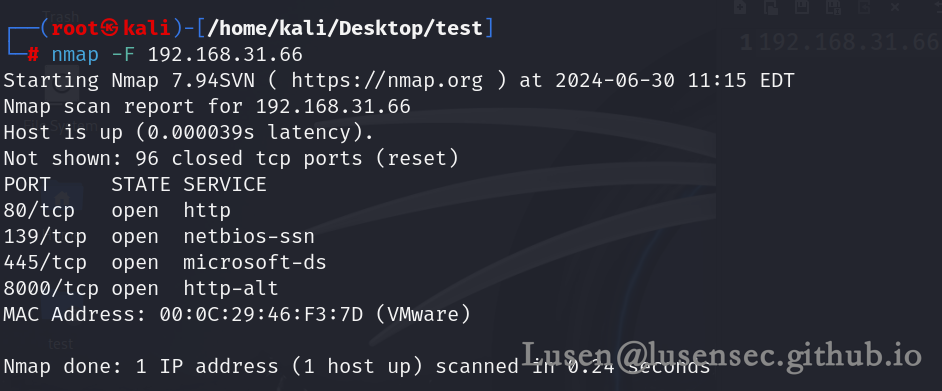 ┌──(root㉿kali)-[/home/kali/Desktop/test]
└─# nmap -F 192.168.31.66
Starting Nmap 7.94SVN ( https://nmap.org ) at 2024-06-30 11:15 EDT
Nmap scan report for 192.168.31.66
Host is up (0.000039s latency).
Not shown: 96 closed tcp ports (reset)
PORT     STATE SERVICE
80/tcp   open  http
139/tcp  open  netbios-ssn
445/tcp  open  microsoft-ds
8000/tcp open  http-alt
MAC Address: 00:0C:29:46:F3:7D (VMware)
Nmap done: 1 IP address (1 host up) scanned in 0.24 seconds
Lusen@lusensec.github.io
1 192.168.31.66
Trash
File System
test